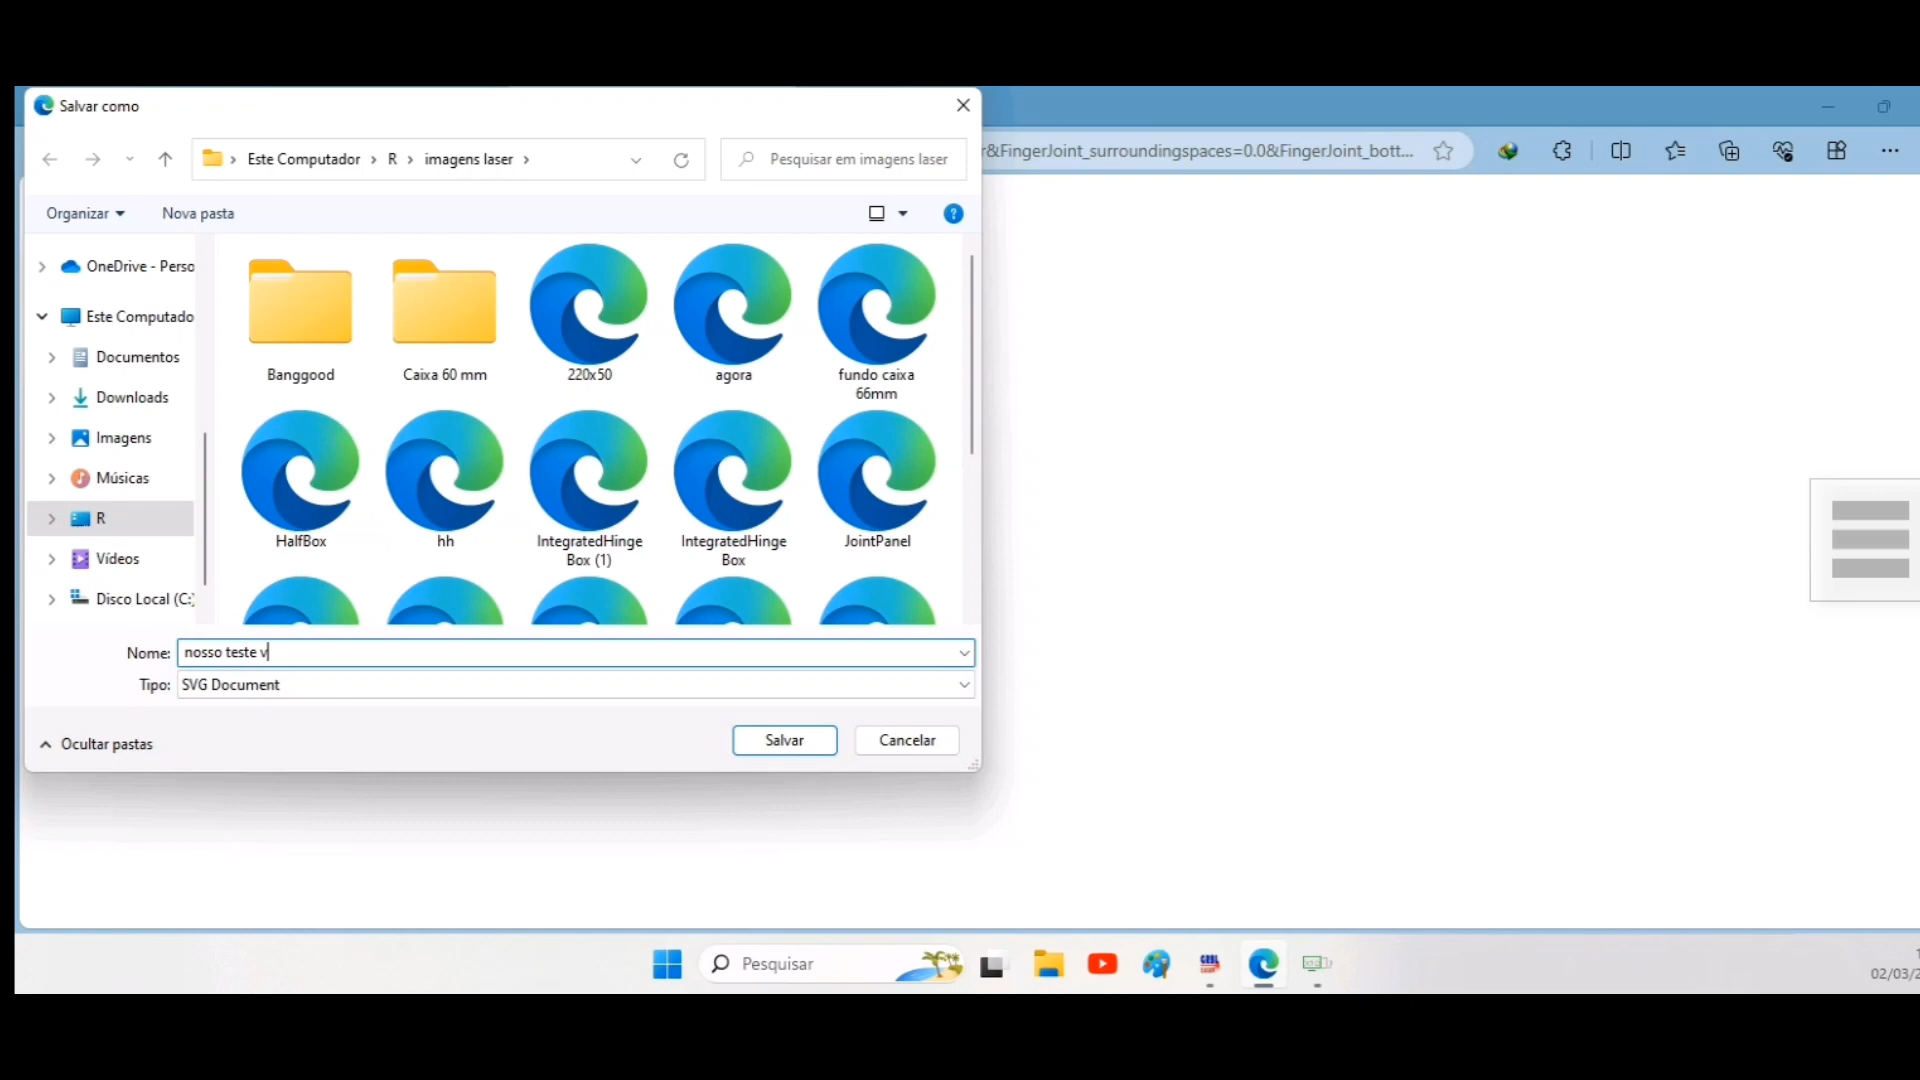 Salvar como
Este Computador
R
imagens laser
Pesquisar em imagens laser
r&FingerJoint_surroundingspaces=0.0&FingerJoint_bott...
Organizar
Nova pasta
OneDrive - Perso
Este Computado
Documentos
Downloads
Imagens
Músicas
R
Vídeos
Disco Local (C:)
Banggood
Caixa 60 mm
220x50
agora
fundo caixa
66mm
HalfBox
hh
IntegratedHinge
Box (1)
IntegratedHinge
Box
JointPanel
Nome: nosso teste v
Tipo: SVG Document
Ocultar pastas
Salvar
Cancelar
Pesquisar
02/03/2